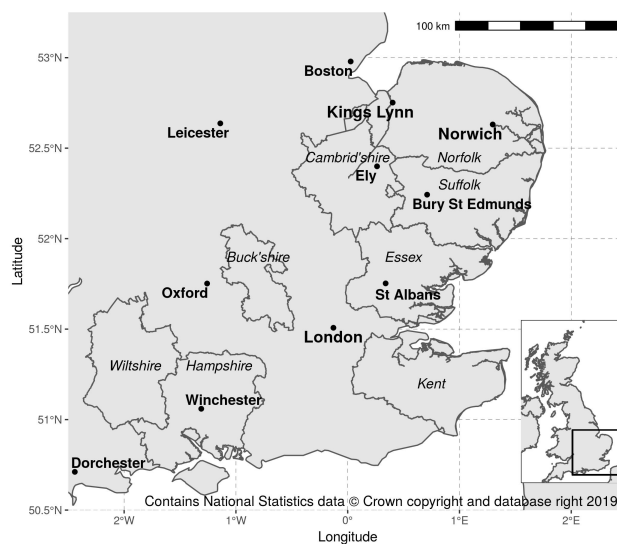 53°N
100 km
Boston
Kings Lynn
Leicester
Norwich
52.5°N
Cambrid'shire
Norfolk
Ely
Suffolk
Bury St Edmunds
52°N
Buck'shire
Essex
Latitude
Oxford
St Albans
51.5°N
London
Wiltshire
Hampshire
Kent
Winchester
51°N
Dorchester
Contains National Statistics data © Crown copyright and database right 2019
50.5°N
2°W
1°W
0°
1°E
2°E
Longitude